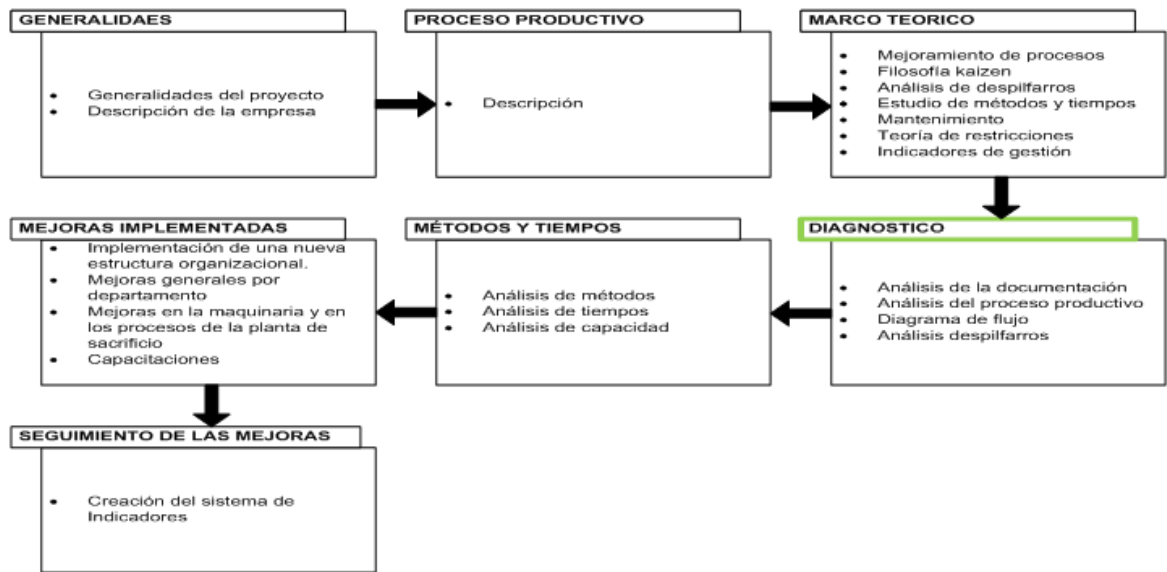 GENERALIDAES
• Generalidades del proyecto
• Descripción de la empresa
PROCESO PRODUCTIVO
• Descripción
MARCO TEORICO
• Mejoramiento de procesos
• Filosofía kaizen
• Análisis de despilfarros
• Estudio de métodos y tiempos
• Mantenimiento
• Teoría de restricciones
• Indicadores de gestión
DIAGNOSTICO
• Análisis de la documentación
• Análisis del proceso productivo
• Diagrama de flujo
• Análisis despilfarros
MÉTODOS Y TIEMPOS
• Análisis de métodos
• Análisis de tiempos
• Análisis de capacidad
MEJORAS IMPLEMENTADAS
• Implementación de una nueva
estructura organizacional.
• Mejoras generales por
departamento
• Mejoras en la maquinaria y en
los procesos de la planta de
sacrificio
• Capacitaciones
SEGUIMIENTO DE LAS MEJORAS
• Creación del sistema de
Indicadores